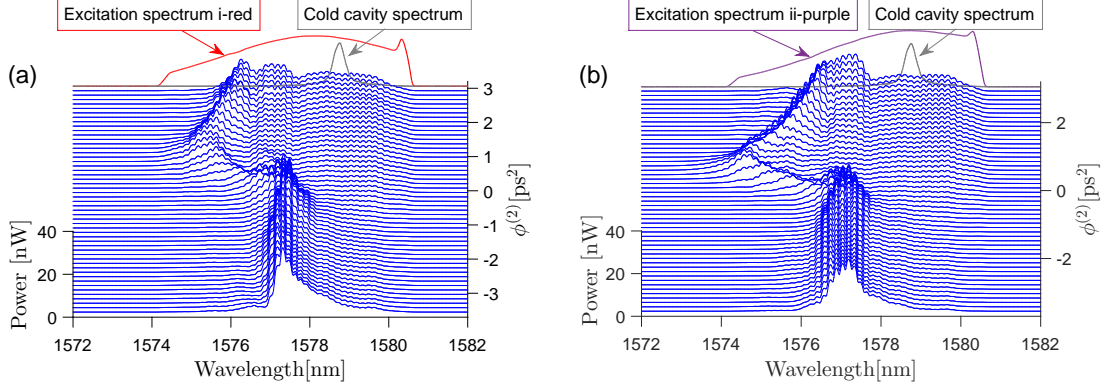 Excitation spectrum i-red
Cold cavity spectrum
(a)
3
2
1
0
-1
-2
-3
ϕ(2)[ps2]
40
20
0
Power [nW]
1572
1574
1576
1578
1580
1582
Wavelength[nm]
Excitation spectrum ii-purple
Cold cavity spectrum
(b)
2
0
-2
ϕ(2)[ps2]
40
20
0
Power [nW]
1572
1574
1576
1578
1580
1582
Wavelength[nm]